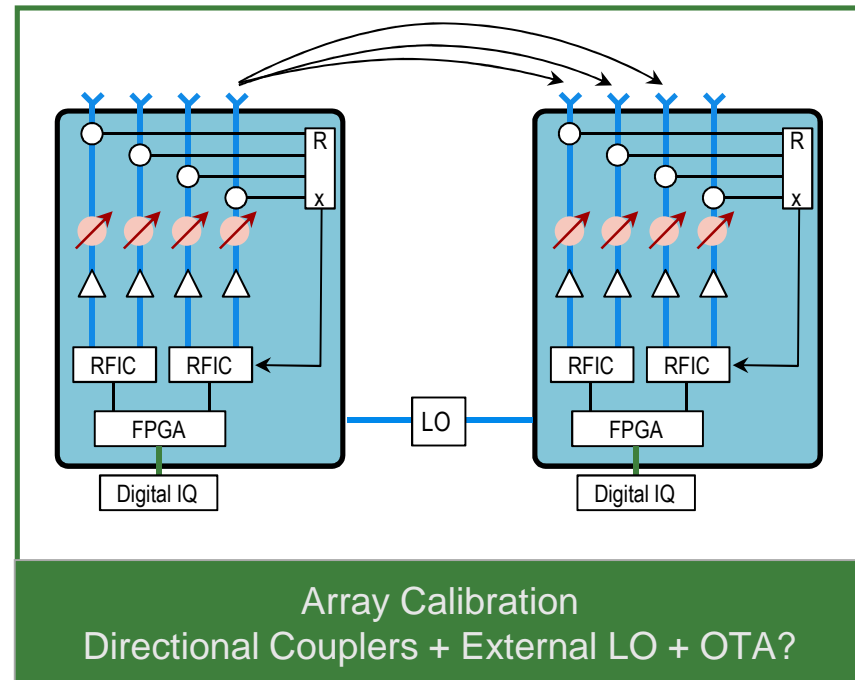 R
x
RFIC
RFIC
FPGA
Digital IQ
LO
R
x
RFIC
RFIC
FPGA
Digital IQ
Array Calibration
Directional Couplers + External LO + OTA?